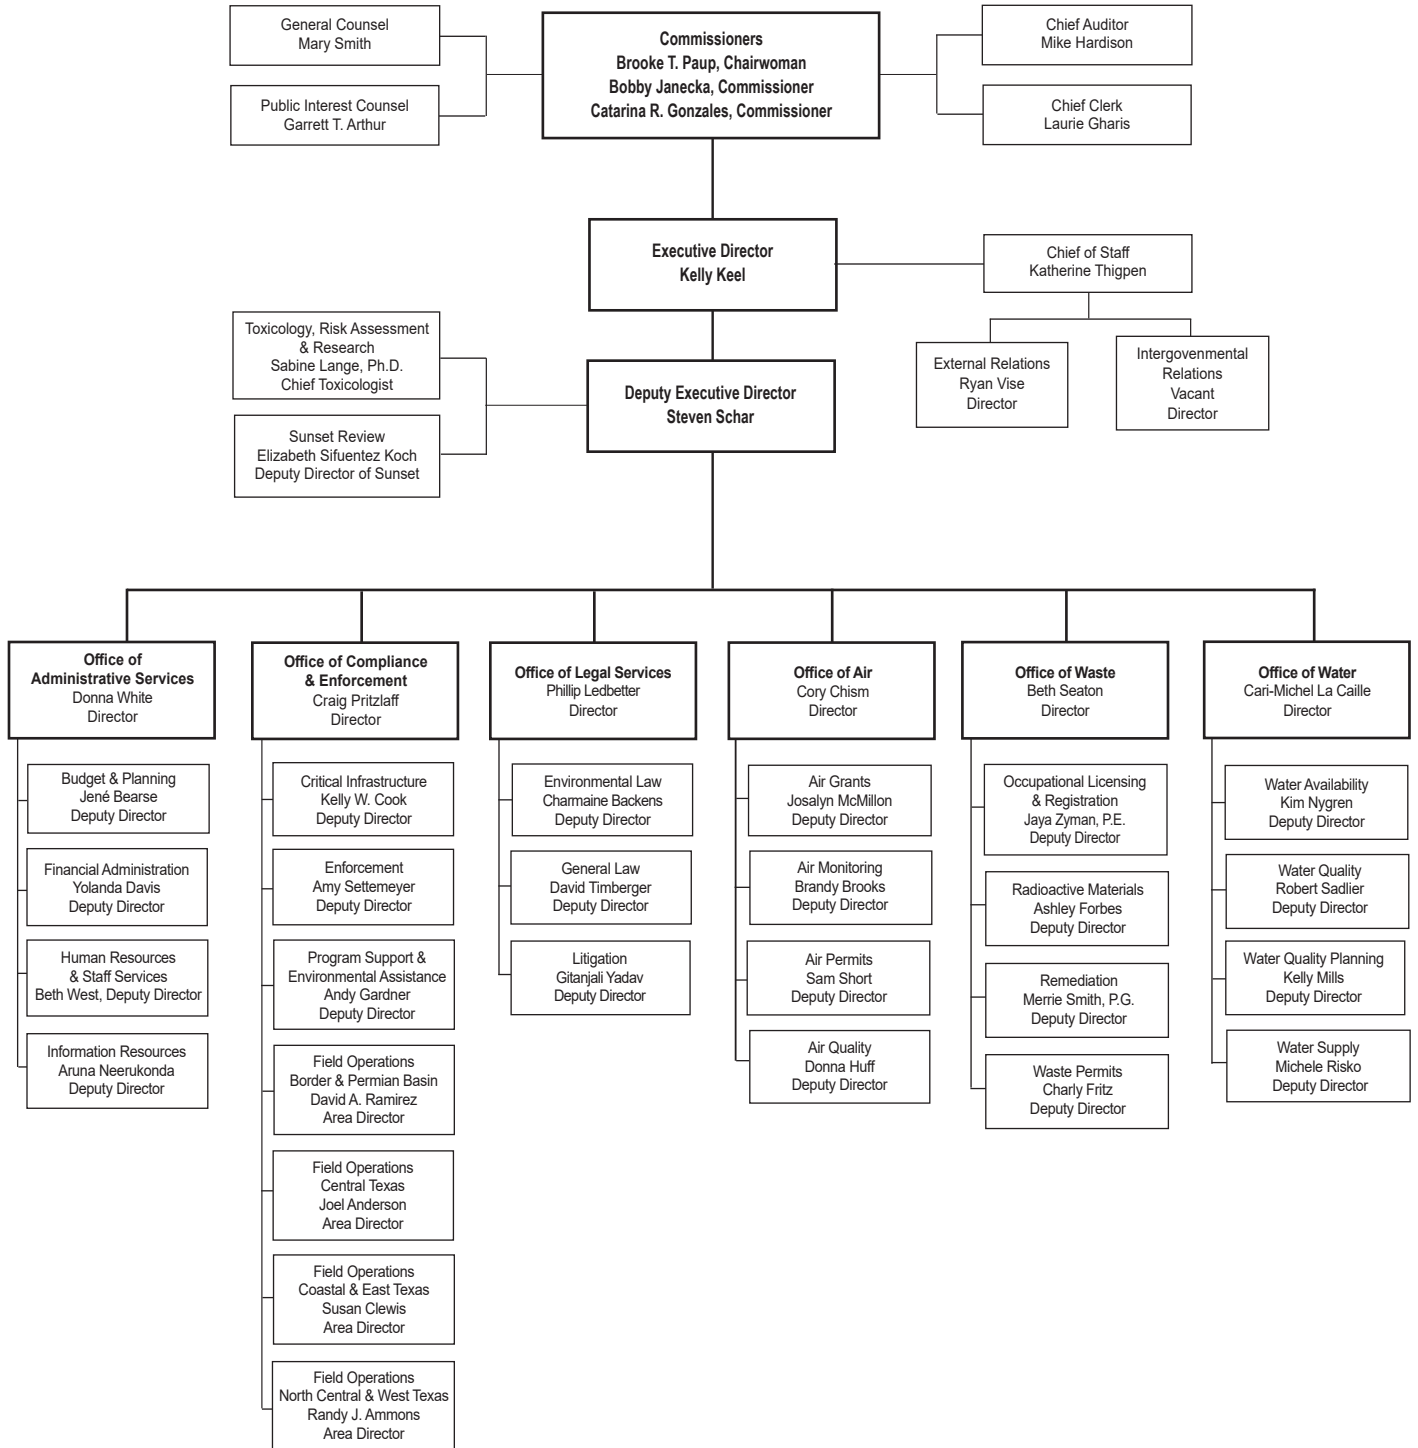 General Counsel
Mary Smith
Public Interest Counsel
Garrett T. Arthur
Commissioners
Brooke T. Paup, Chairwoman
Bobby Janecka, Commissioner
Catarina R. Gonzales, Commissioner
Chief Auditor
Mike Hardison
Chief Clerk
Laurie Gharis
Executive Director
Kelly Keel
Chief of Staff
Katherine Thigpen
External Relations
Ryan Vise
Director
Intergovenmental
Relations
Vacant
Director
Toxicology, Risk Assessment
& Research
Sabine Lange, Ph.D.
Chief Toxicologist
Sunset Review
Elizabeth Sifuentez Koch
Deputy Director of Sunset
Deputy Executive Director
Steven Schar
Office of
Administrative Services
Donna White
Director
Budget & Planning
Jené Bearse
Deputy Director
Financial Administration
Yolanda Davis
Deputy Director
Human Resources
& Staff Services
Beth West, Deputy Director
Information Resources
Aruna Neerukonda
Deputy Director
Office of Compliance
& Enforcement
Craig Pritzlaff
Director
Critical Infrastructure
Kelly W. Cook
Deputy Director
Enforcement
Amy Settemeyer
Deputy Director
Program Support &
Environmental Assistance
Andy Gardner
Deputy Director
Field Operations
Border & Permian Basin
David A. Ramirez
Area Director
Field Operations
Central Texas
Joel Anderson
Area Director
Field Operations
Coastal & East Texas
Susan Clewis
Area Director
Field Operations
North Central & West Texas
Randy J. Ammons
Area Director
Office of Legal Services
Phillip Ledbetter
Director
Environmental Law
Charmaine Backens
Deputy Director
General Law
David Timberger
Deputy Director
Litigation
Gitanjali Yadav
Deputy Director
Office of Air
Cory Chism
Director
Air Grants
Josalyn McMillon
Deputy Director
Air Monitoring
Brandy Brooks
Deputy Director
Air Permits
Sam Short
Deputy Director
Air Quality
Donna Huff
Deputy Director
Office of Waste
Beth Seaton
Director
Occupational Licensing
& Registration
Jaya Zyman, P.E.
Deputy Director
Radioactive Materials
Ashley Forbes
Deputy Director
Remediation
Merrie Smith, P.G.
Deputy Director
Waste Permits
Charly Fritz
Deputy Director
Office of Water
Cari-Michel La Caille
Director
Water Availability
Kim Nygren
Deputy Director
Water Quality
Robert Sadlier
Deputy Director
Water Quality Planning
Kelly Mills
Deputy Director
Water Supply
Michele Risko
Deputy Director